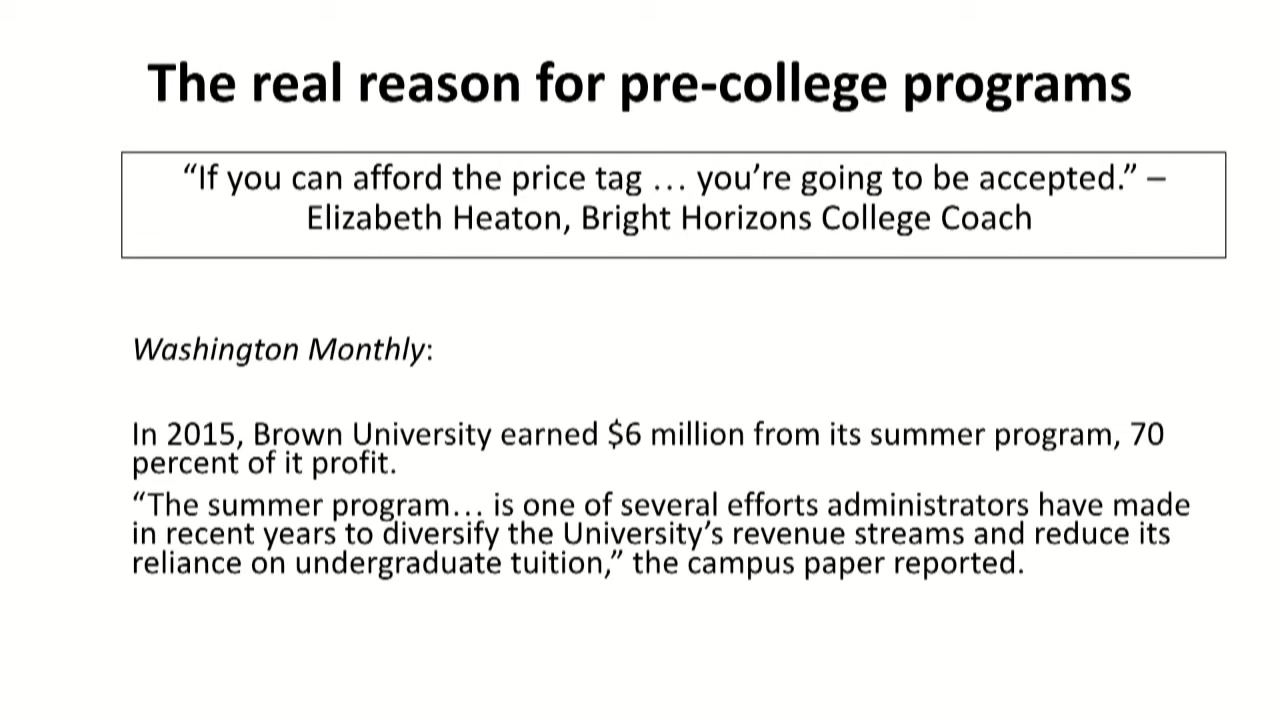 The real reason for pre-college programs
“If you can afford the price tag … you’re going to be accepted.” –
Elizabeth Heaton, Bright Horizons College Coach
Washington Monthly:
In 2015, Brown University earned $6 million from its summer program, 70
percent of it profit.
“The summer program… is one of several efforts administrators have made
in recent years to diversify the University’s revenue streams and reduce its
reliance on undergraduate tuition,” the campus paper reported.